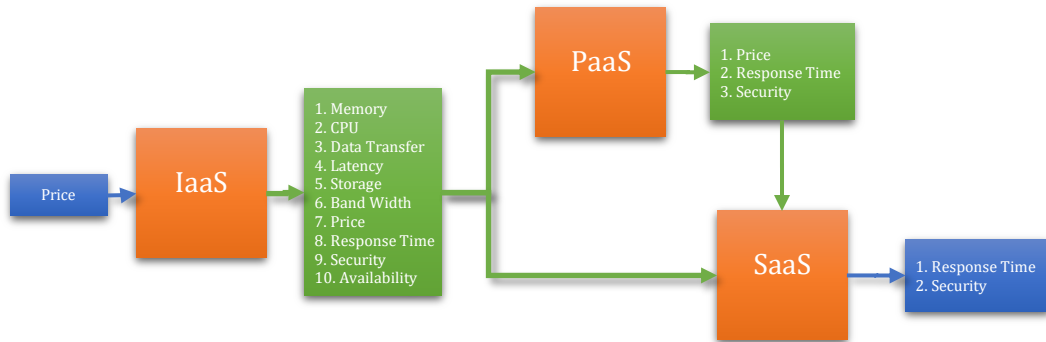 Price
IaaS
1. Memory
2. CPU
3. Data Transfer
4. Latency
5. Storage
6. Band Width
7. Price
8. Response Time
9. Security
10. Availability
PaaS
1. Price
2. Response Time
3. Security
SaaS
1. Response Time
2. Security